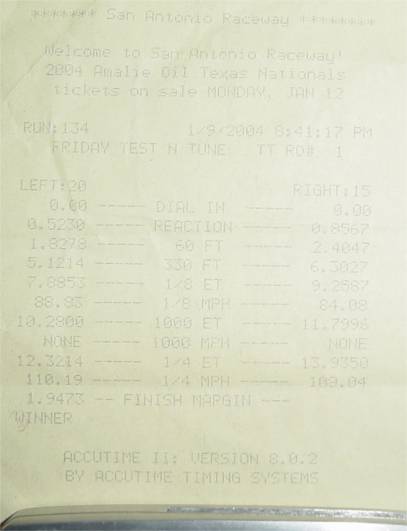 ******* San Antonio Raceway ********
Welcome to San Antonio Raceway!
2004 Amalie Oil Texas Nationals
tickets on sale MONDAY, JAN 12
RUN:134 1/9/2004 8:41:17 PM
FRIDAY TEST N TUNE TT RD# 1
LEFT:20 RIGHT:15
0.00 ----- DIAL IN ----- 0.00
0.5230 ----- REACTION ----- 0.8567
1.8278 ----- 60 FT ----- 2.4047
5.1214 ----- 330 FT ----- 6.3027
7.8853 ----- 1/8 ET ----- 9.2587
88.83 ----- 1/8 MPH ----- 84.08
10.2800 ----- 1000 ET ----- 11.7996
NONE ----- 1000 MPH ----- NONE
12.3214 ----- 1/4 ET ----- 13.9350
110.19 ----- 1/4 MPH -----
1.9473 -- FINISH MARGIN ---
WINNER
ACCUTIME II: VERSION 8.0.2
BY ACCUTIME TIMING SYSTEMS